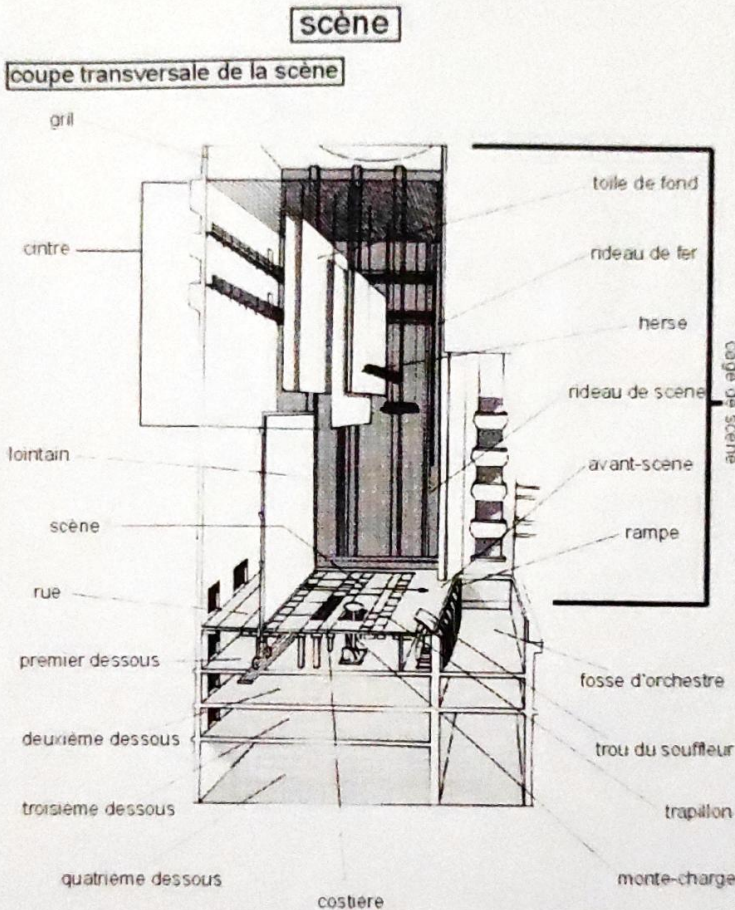 scène
coupe transversale de la scène
gril
toile de fond
cintre
rideau de fer
herse
rideau de scène
cage de scène
lointain
avant-scène
scène
rampe
rue
premier dessous
fosse d'orchestre
deuxième dessous
trou du souffleur
troisième dessous
trapillon
quatrième dessous
monte-charge
costière